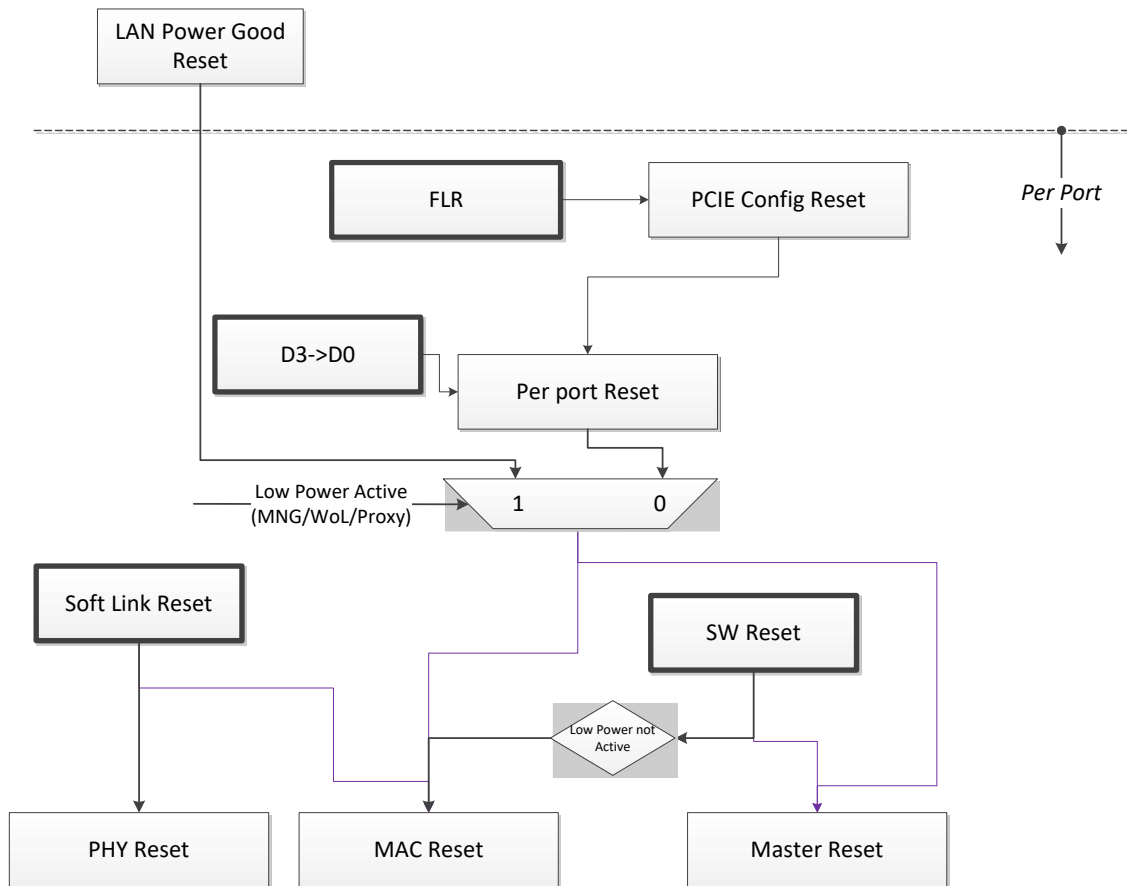 LAN Power Good
Reset
FLR
PCIE Config Reset
Per Port
D3->D0
Per port Reset
Low Power Active
(MNG/WoL/Proxy)
1
0
Soft Link Reset
SW Reset
Low Power not
Active
PHY Reset
MAC Reset
Master Reset